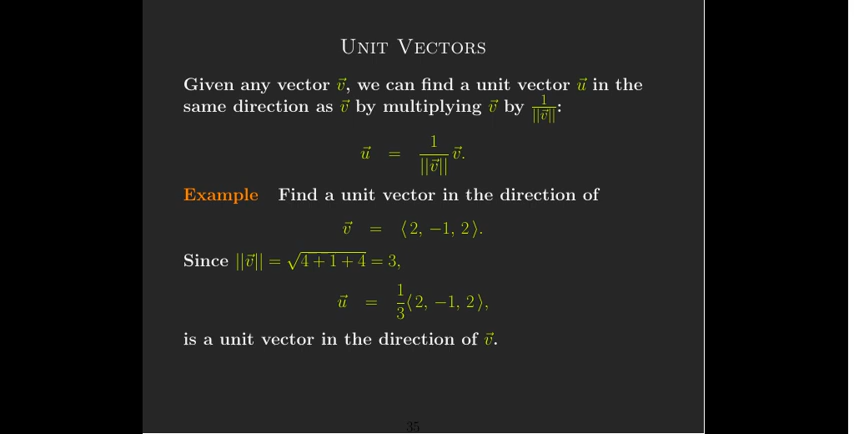 UNIT VECTORS
Given any vector v⃗, we can find a unit vector u⃗ in the
same direction as v⃗ by multiplying v⃗ by 1/||v⃗||:
u⃗ = 1/||v⃗|| v⃗.
Example Find a unit vector in the direction of
v⃗ = ⟨2, −1, 2⟩.
Since ||v⃗|| = √(4 + 1 + 4) = 3,
u⃗ = 1/3 ⟨2, −1, 2⟩,
is a unit vector in the direction of v⃗.
35